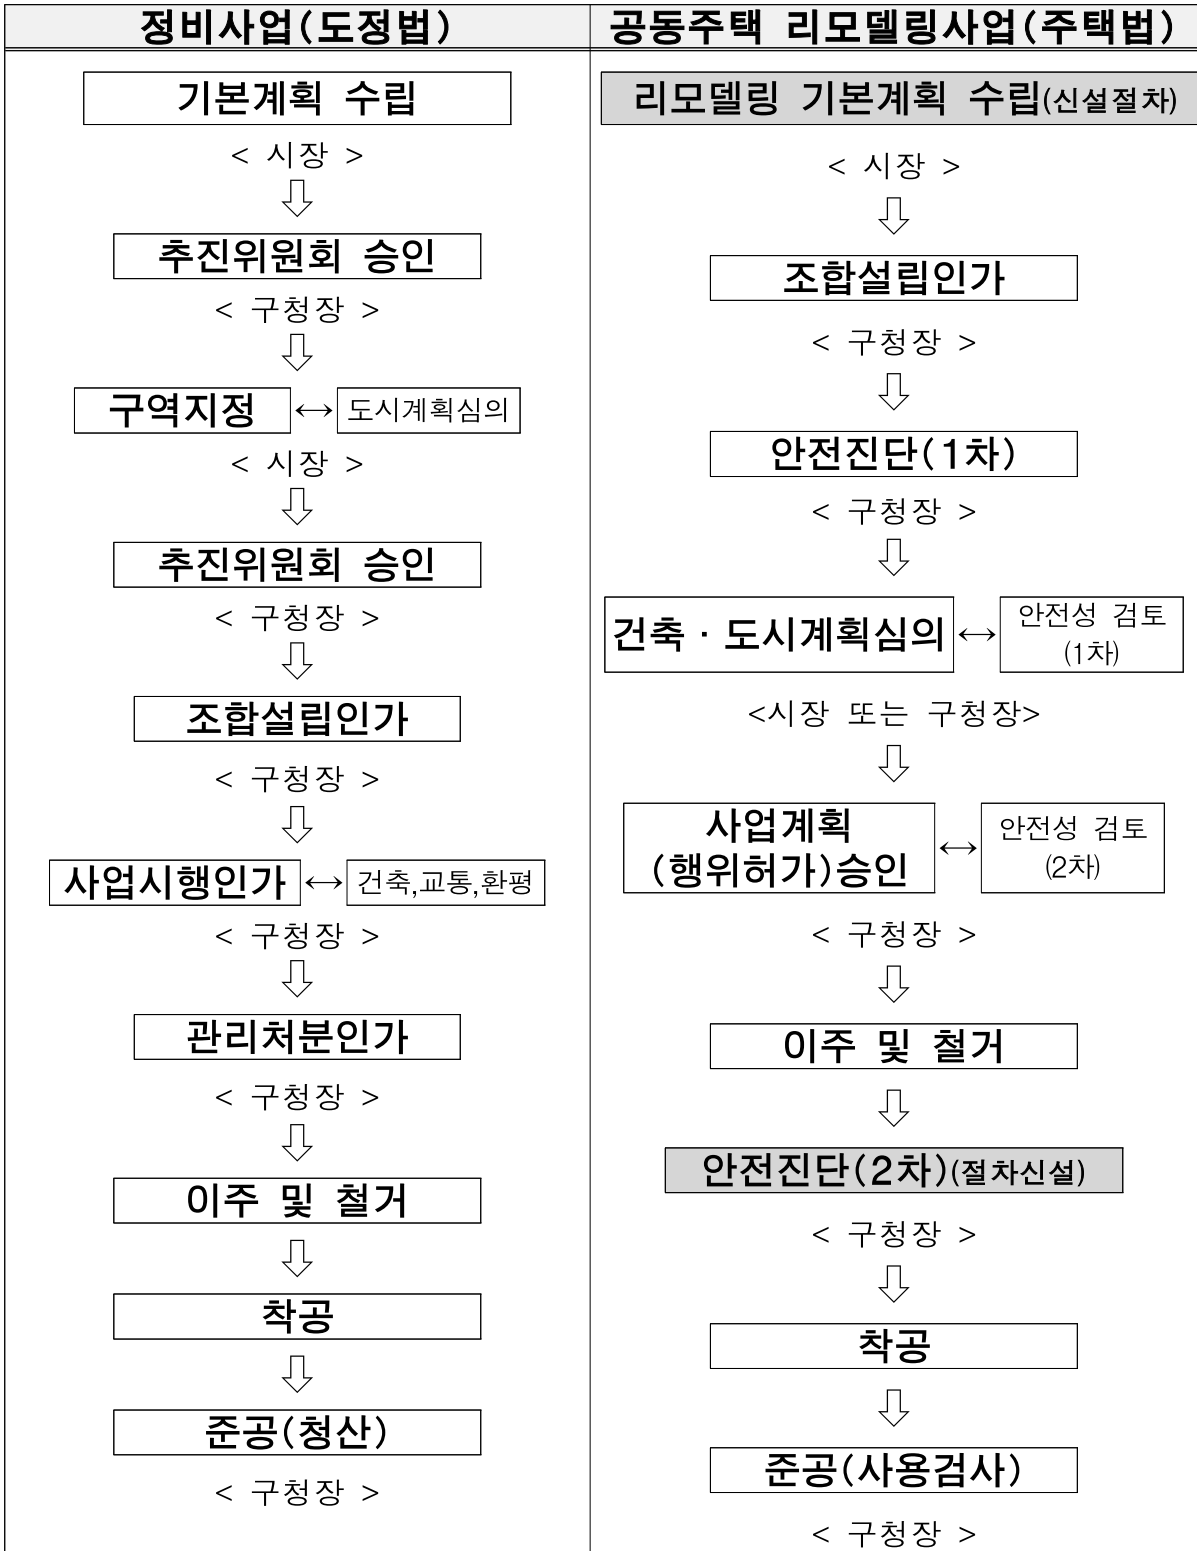 정비사업(도정법)
기본계획 수립
< 시장 >
추진위원회 승인
< 구청장 >
구역지정 ↔ 도시계획심의
< 시장 >
추진위원회 승인
< 구청장 >
조합설립인가
< 구청장 >
사업시행인가 ↔ 건축,교통,환평
< 구청장 >
관리처분인가
< 구청장 >
이주 및 철거
착공
준공(청산)
< 구청장 >
공동주택 리모델링사업(주택법)
리모델링 기본계획 수립(신설절차)
< 시장 >
조합설립인가
< 구청장 >
안전진단(1차)
< 구청장 >
건축ㆍ도시계획심의 ↔ 안전성 검토
(1차)
<시장 또는 구청장>
사업계획
(행위허가)승인 ↔ 안전성 검토
(2차)
< 구청장 >
이주 및 철거
안전진단(2차)(절차신설)
< 구청장 >
착공
준공(사용검사)
< 구청장 >